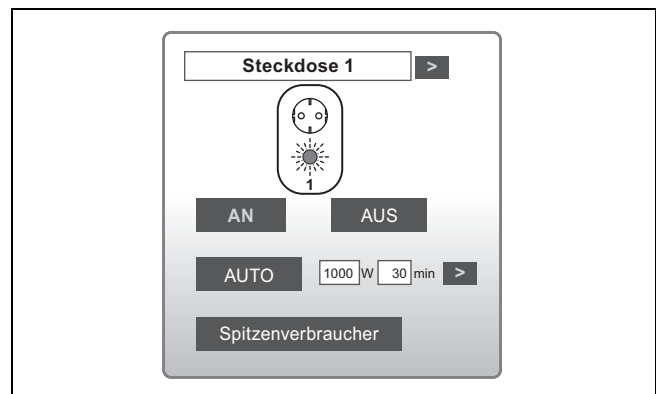 Steckdose 1 >
1
AN AUS
AUTO 1000 W 30 min >
Spitzenverbraucher